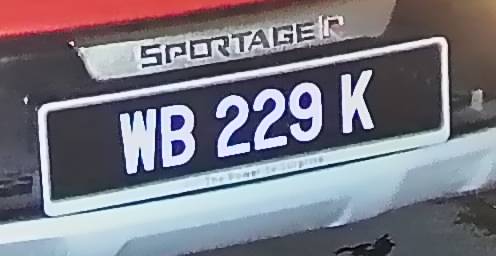 SPORTAGE R
WB 229 K
The Power to Surprise